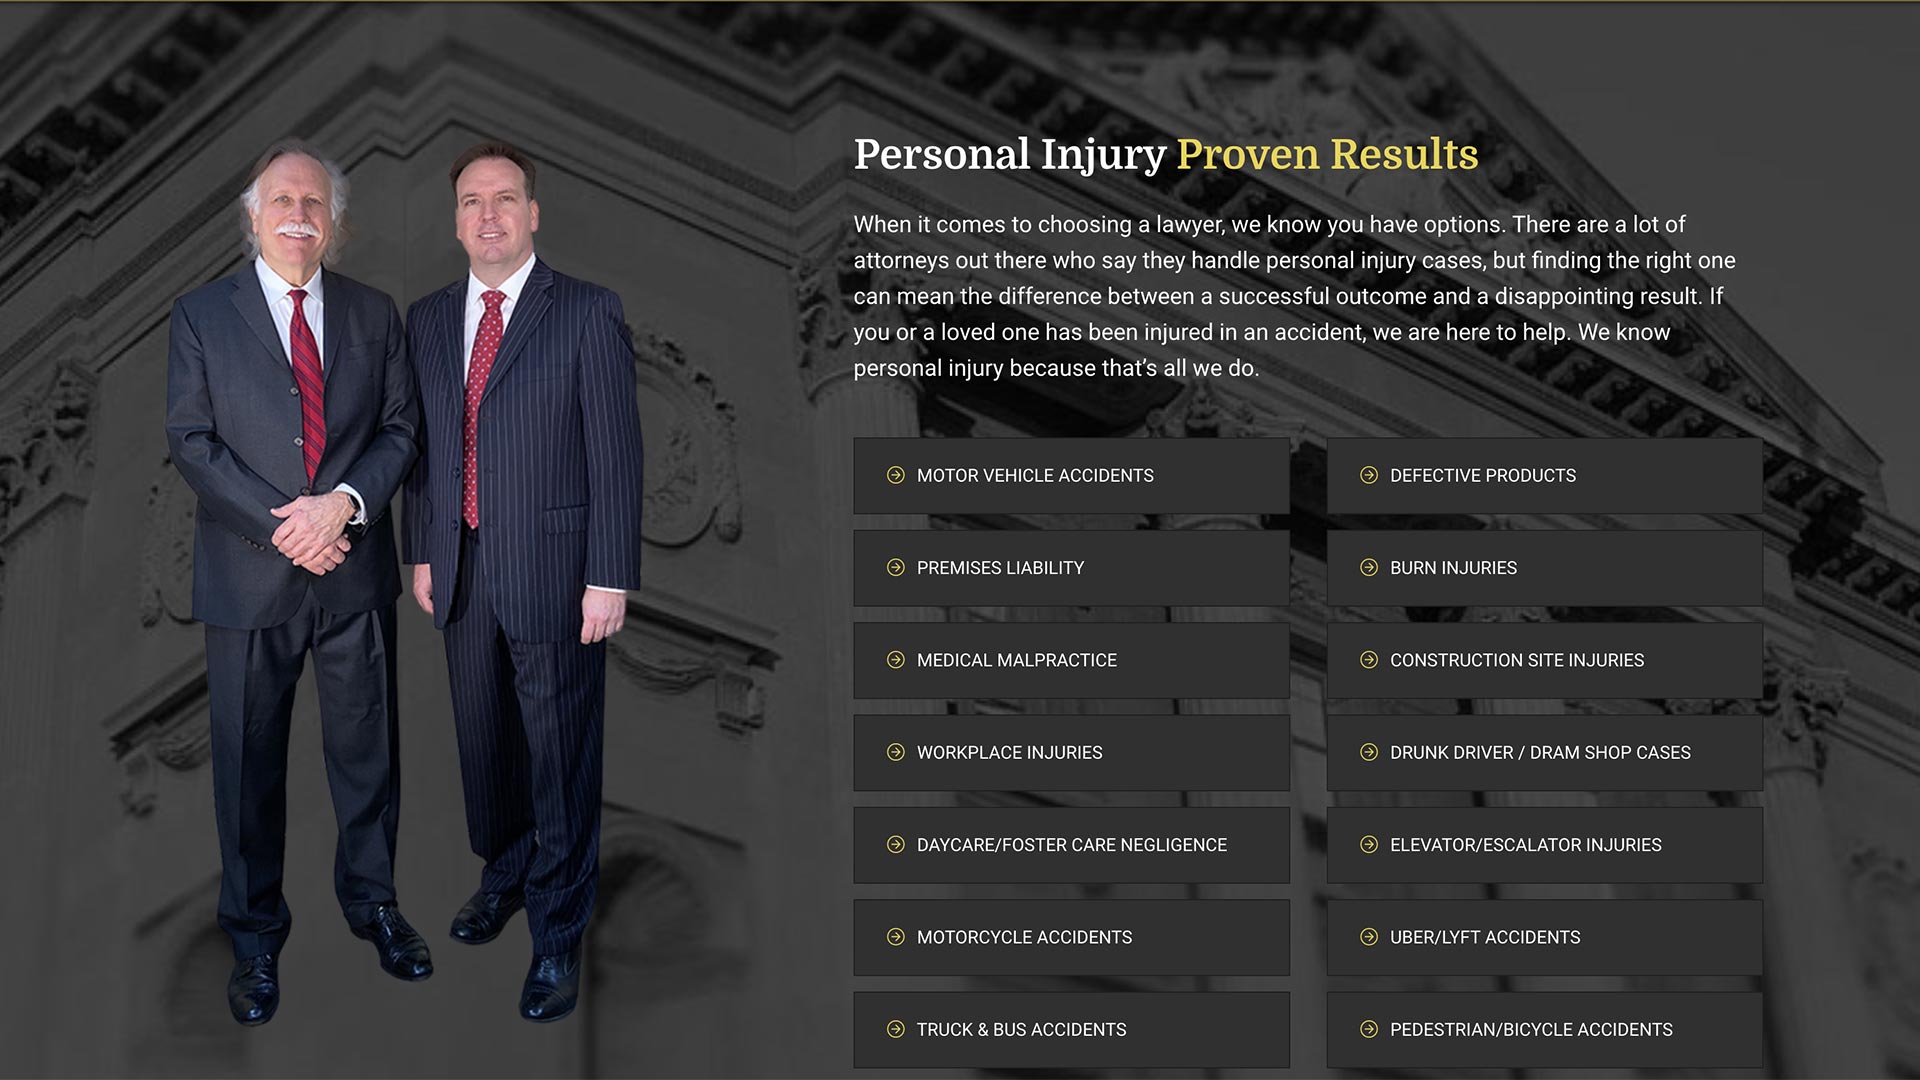 Personal Injury Proven Results
When it comes to choosing a lawyer, we know you have options. There are a lot of
attorneys out there who say they handle personal injury cases, but finding the right one
can mean the difference between a successful outcome and a disappointing result. If
you or a loved one has been injured in an accident, we are here to help. We know
personal injury because that’s all we do.
MOTOR VEHICLE ACCIDENTS
DEFECTIVE PRODUCTS
PREMISES LIABILITY
BURN INJURIES
MEDICAL MALPRACTICE
CONSTRUCTION SITE INJURIES
WORKPLACE INJURIES
DRUNK DRIVER / DRAM SHOP CASES
DAYCARE/FOSTER CARE NEGLIGENCE
ELEVATOR/ESCALATOR INJURIES
MOTORCYCLE ACCIDENTS
UBER/LYFT ACCIDENTS
TRUCK & BUS ACCIDENTS
PEDESTRIAN/BICYCLE ACCIDENTS